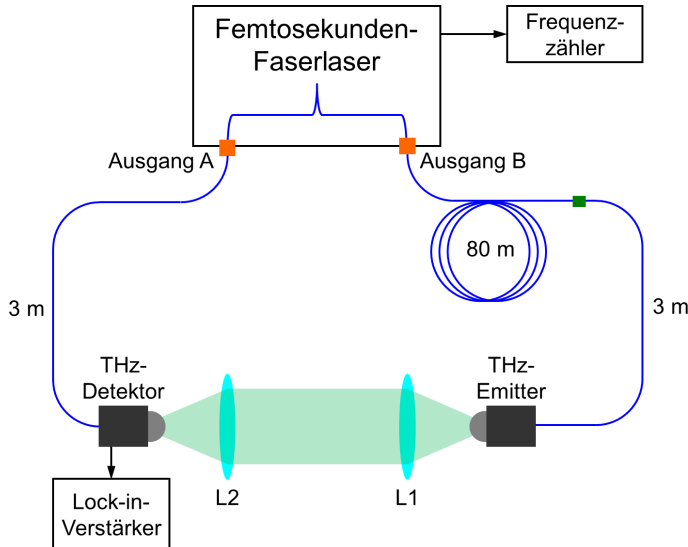 Femtosekunden-
Faserlaser
Frequenz-
zähler
Ausgang A
Ausgang B
80 m
3 m
3 m
THz-
Detektor
THz-
Emitter
L2
L1
Lock-in-
Verstärker